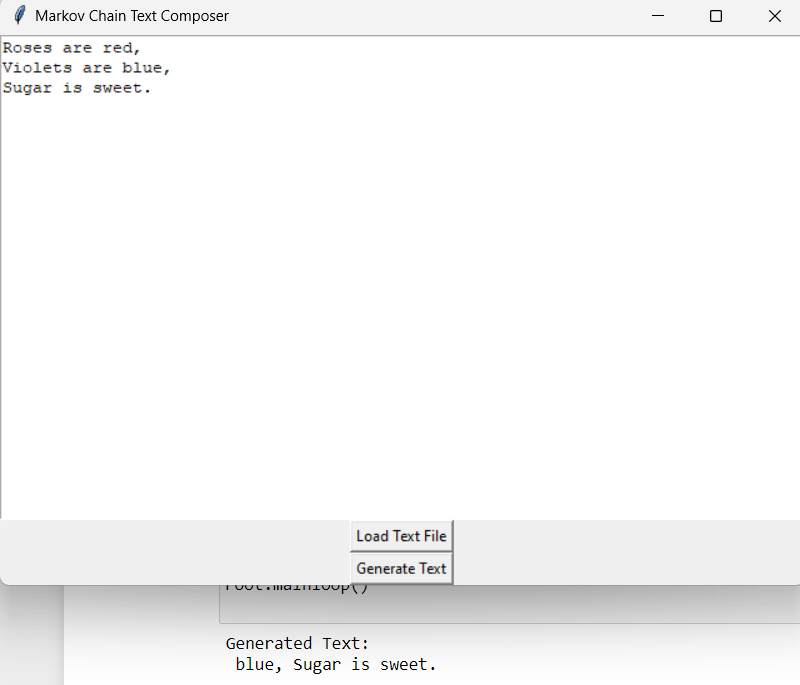 Markov Chain Text Composer
Roses are red,
Violets are blue,
Sugar is sweet.
Load Text File
Generate Text
root.mainloop()
Generated Text:
blue, Sugar is sweet.